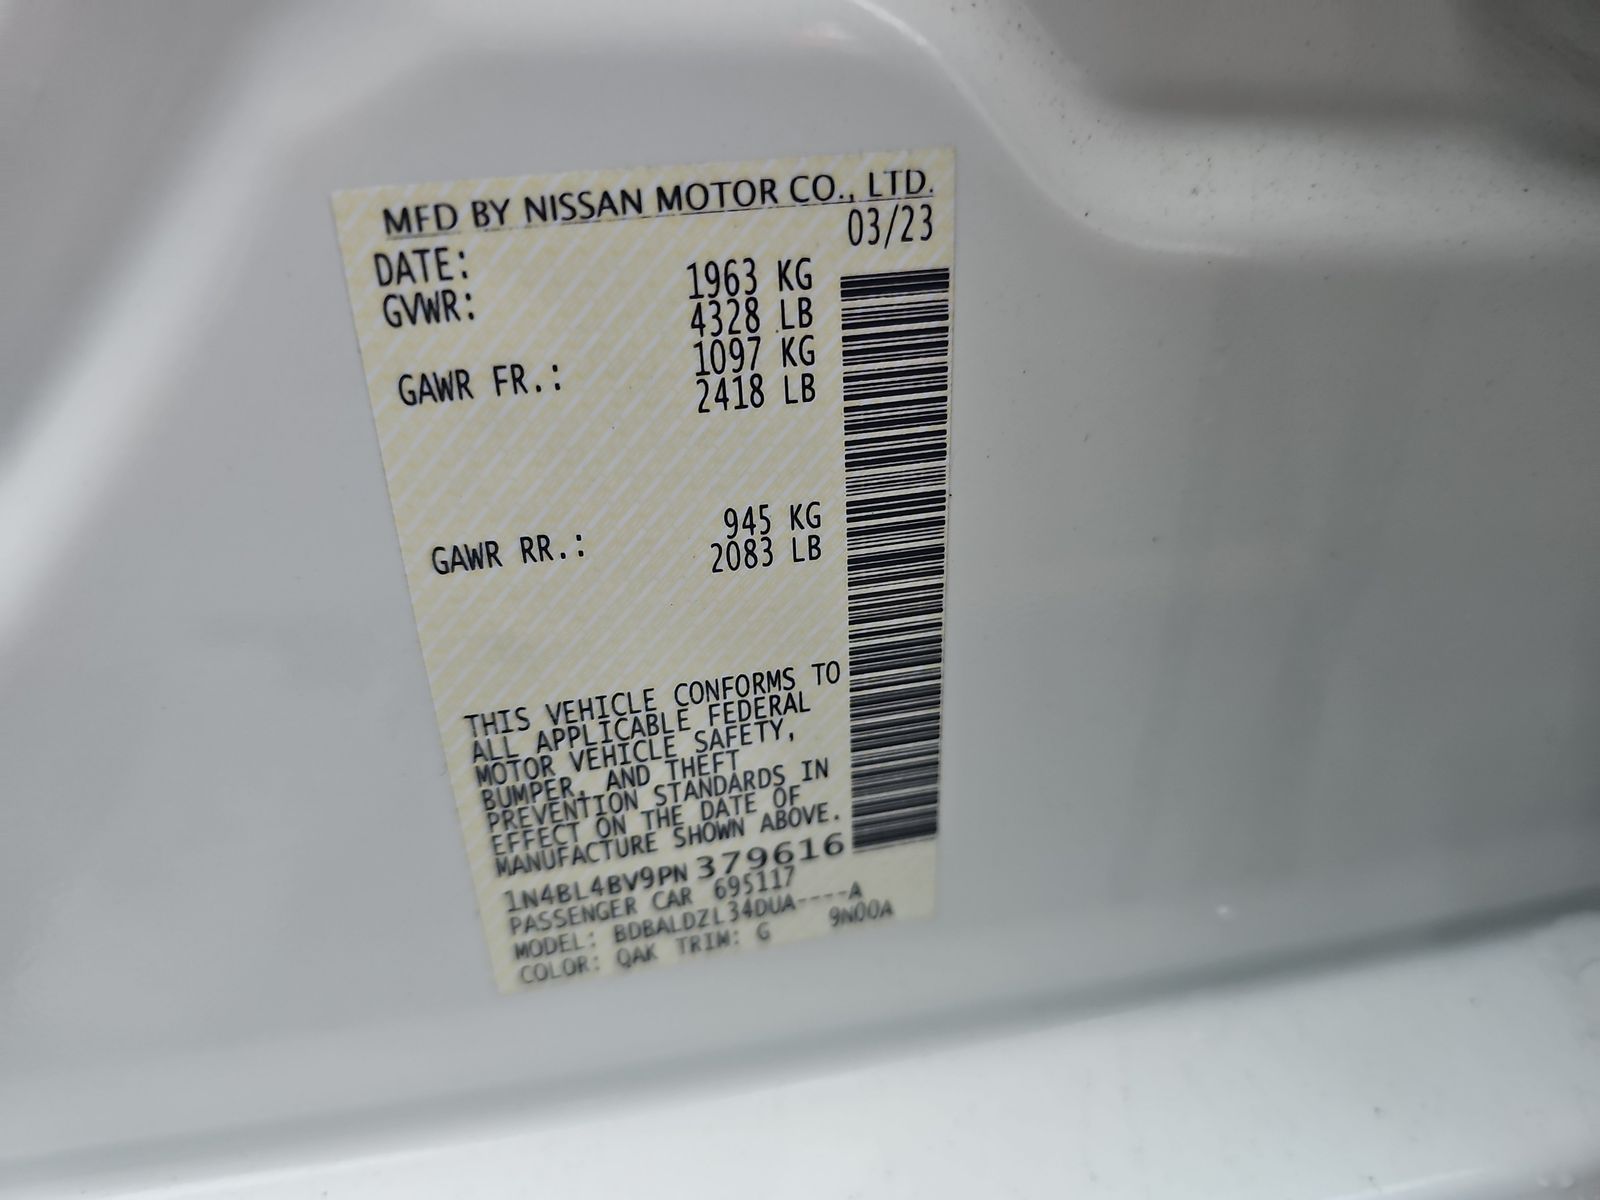 MFD BY NISSAN MOTOR CO., LTD.
DATE: 03/23
GVWR: 1963 KG
4328 LB
GAWR FR.: 1097 KG
2418 LB
GAWR RR.: 945 KG
2083 LB
THIS VEHICLE CONFORMS TO
ALL APPLICABLE FEDERAL
MOTOR VEHICLE SAFETY,
BUMPER, AND THEFT
PREVENTION STANDARDS IN
EFFECT ON THE DATE OF
MANUFACTURE SHOWN ABOVE.
1N4BL4BV9PN379616
PASSENGER CAR 695117
MODEL: BDBALDZL34DUA----A
COLOR: QAK TRIM: G 9N00A